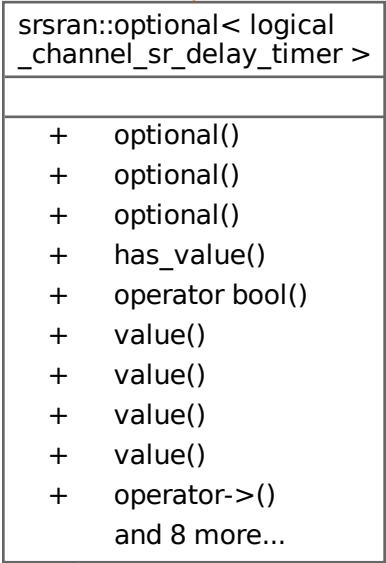 srsran::optional< logical
_channel_sr_delay_timer >
+ optional()
+ optional()
+ optional()
+ has_value()
+ operator bool()
+ value()
+ value()
+ value()
+ value()
+ operator->()
and 8 more...